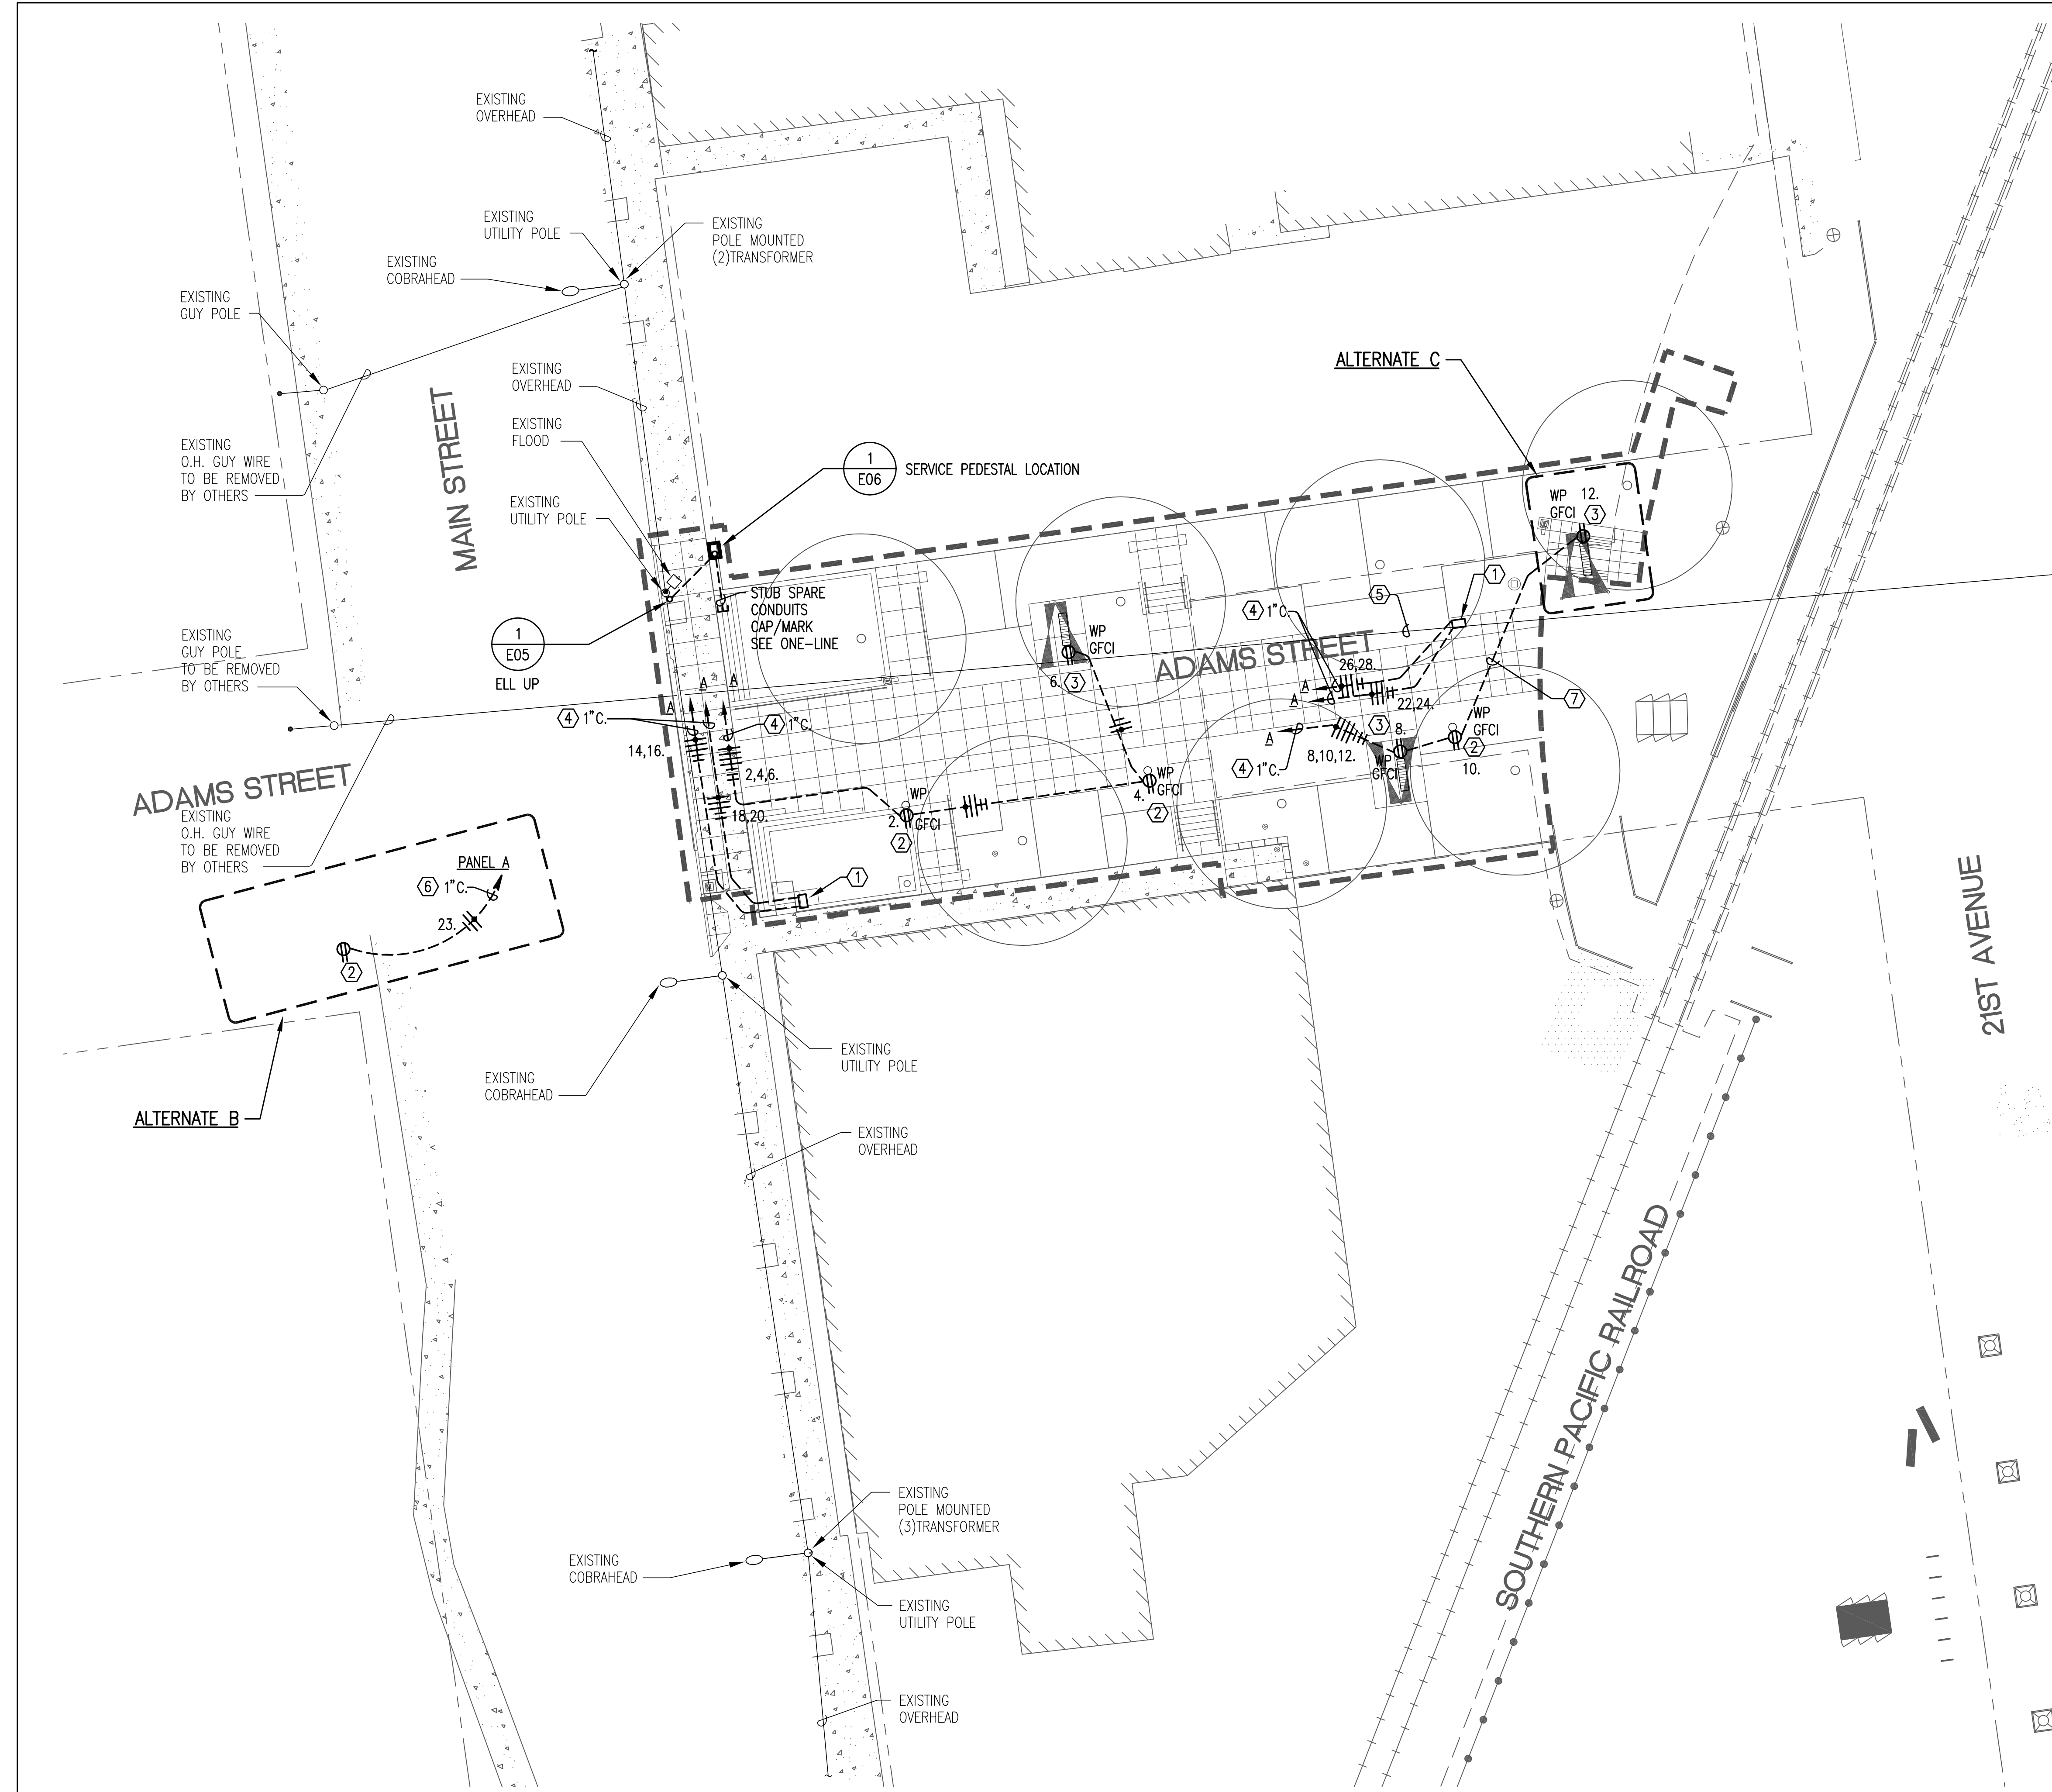 EXISTING
OVERHEAD
EXISTING
UTILITY POLE
EXISTING
POLE MOUNTED
(2)TRANSFORMER
EXISTING
COBRAHEAD
EXISTING
GUY POLE
EXISTING
OVERHEAD
ALTERNATE C
MAIN STREET
EXISTING
FLOOD
EXISTING
O.H. GUY WIRE
TO BE REMOVED
BY OTHERS
1
E06
SERVICE PEDESTAL LOCATION
EXISTING
UTILITY POLE
WP 12.
GFCI 3
STUB SPARE
CONDUITS
CAP/MARK
SEE ONE-LINE
1
E05
ELL UP
EXISTING
GUY POLE
TO BE REMOVED
BY OTHERS
WP
GFCI
6. 3
ADAMS STREET
4 1"C.
5
1
26,28.
A
A
22,24.
7
A
A
A
4 1"C.
4 1"C.
14,16.
2,4,6.
18,20.
3
8.
WP
GFCI
A
4 1"C.
8,10,12.
WP
GFCI
2
10.
WP
GFCI
4.
2
WP
2. GFCI
2
1
ADAMS STREET
EXISTING
O.H. GUY WIRE
TO BE REMOVED
BY OTHERS
PANEL A
6 1"C.
23.
2
ALTERNATE B
EXISTING
COBRAHEAD
EXISTING
UTILITY POLE
EXISTING
OVERHEAD
21ST AVENUE
SOUTHERN PACIFIC RAILROAD
EXISTING
POLE MOUNTED
(3)TRANSFORMER
EXISTING
COBRAHEAD
EXISTING
UTILITY POLE
EXISTING
OVERHEAD